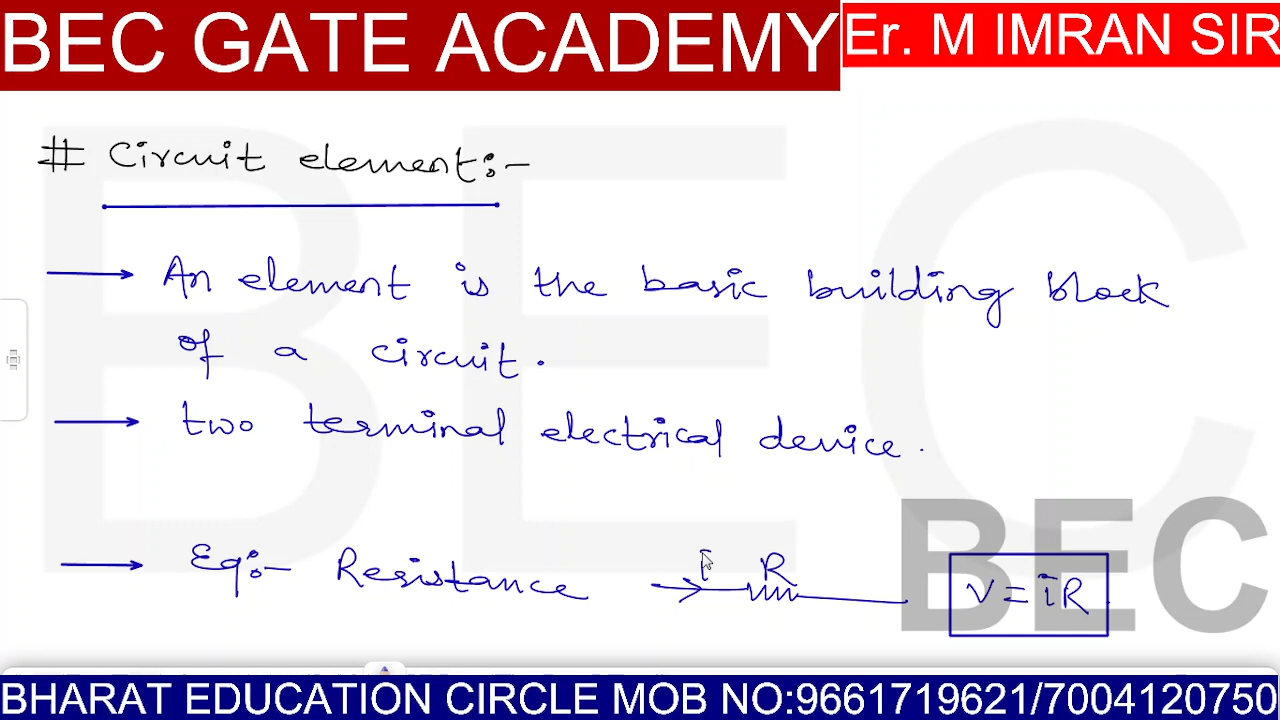 BEC GATE ACADEMY
Er. M IMRAN SIR
# Circuit element:-
→ An element is the basic building block
of a circuit.
→ two terminal electrical device.
→ Eg:- Resistance i R V = iR
BEC
BEC
BHARAT EDUCATION CIRCLE MOB NO:9661719621/7004120750